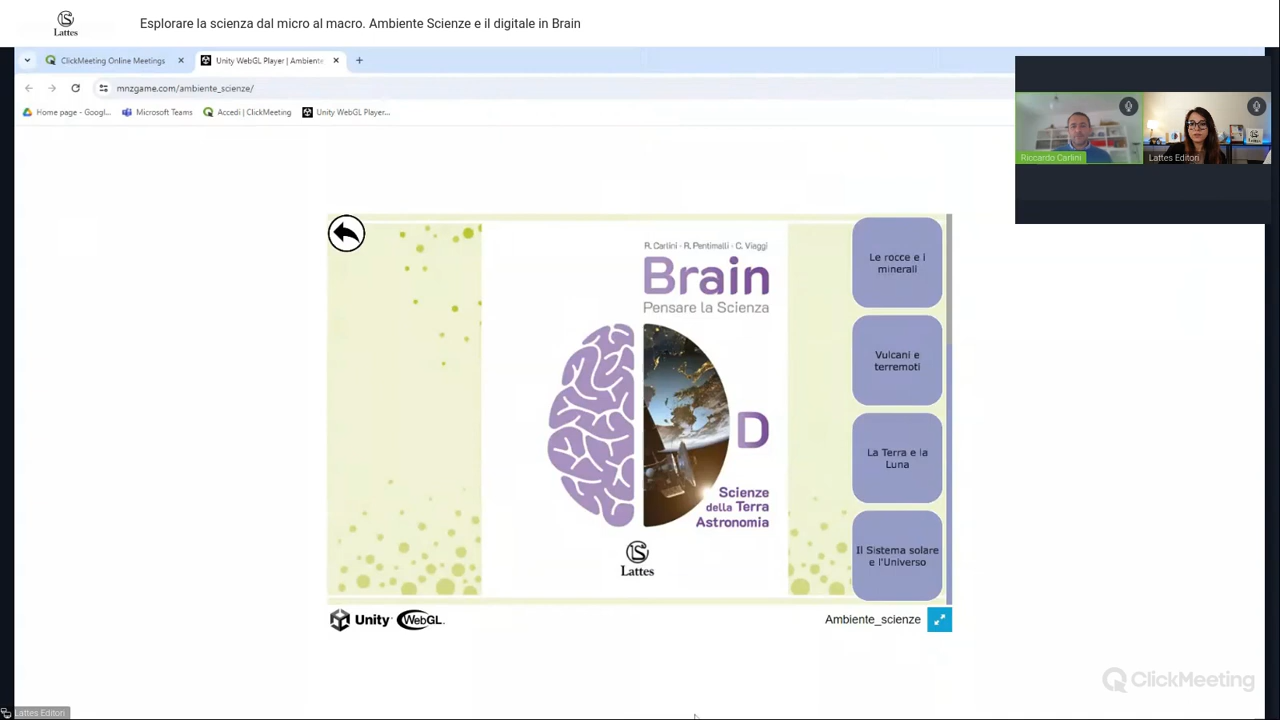 Lattes
Esplorare la scienza dal micro al macro. Ambiente Scienze e il digitale in Brain
ClickMeeting Online Meetings
Unity WebGL Player | Ambiente
mnzgame.com/ambiente_scienze/
Home page - Googl...
Microsoft Teams
Accedi | ClickMeeting
Unity WebGL Player...
Riccardo Carlini
Lattes Editori
R. Carlini - R. Pentimalli - C. Viaggi
Brain
Pensare la Scienza
D
Scienze
della Terra
Astronomia
Lattes
Le rocce e i
minerali
Vulcani e
terremoti
La Terra e la
Luna
Il Sistema solare
e l'Universo
Unity
WebGL.
Ambiente_scienze
ClickMeeting
Lattes Editori